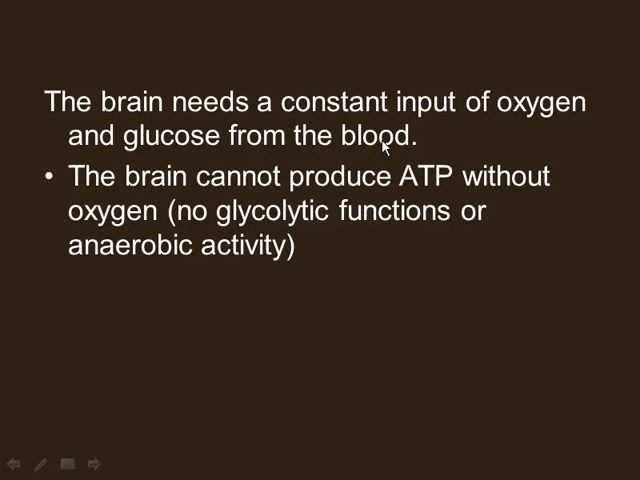 The brain needs a constant input of oxygen
and glucose from the blood.
• The brain cannot produce ATP without
oxygen (no glycolytic functions or
anaerobic activity)